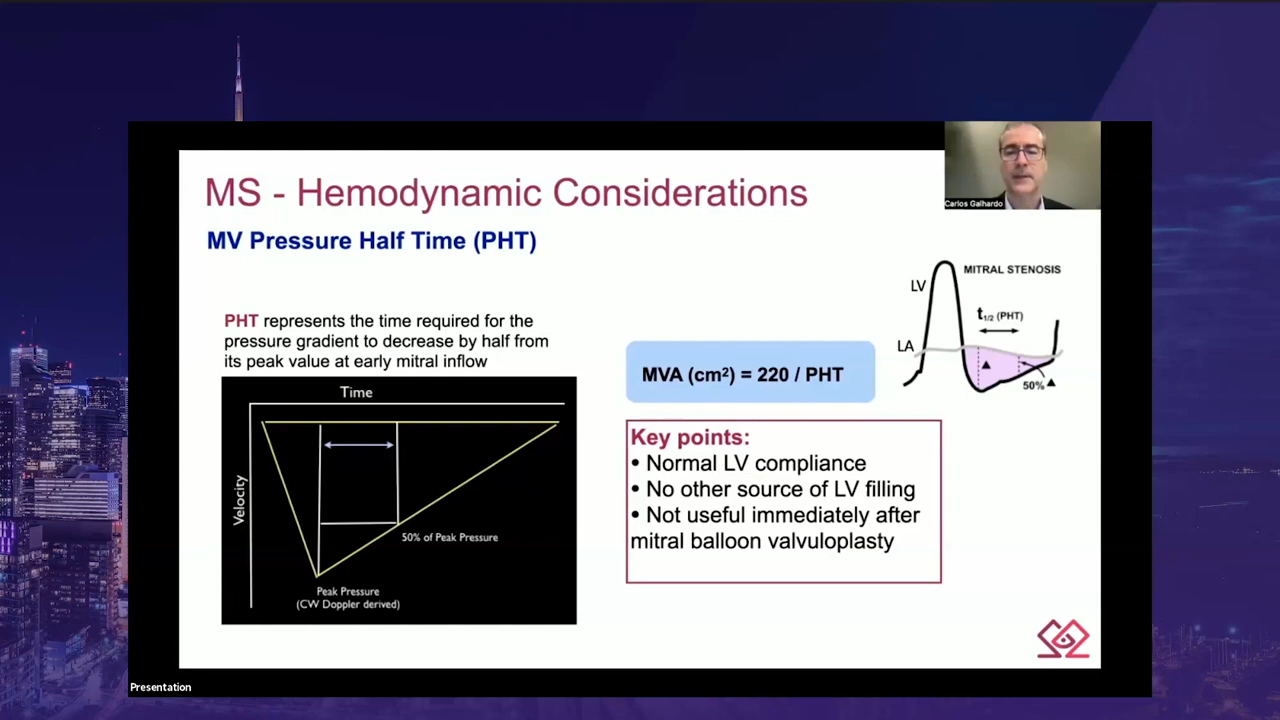 MS - Hemodynamic Considerations
Carlos Galhardo
MV Pressure Half Time (PHT)
PHT represents the time required for the
pressure gradient to decrease by half from
its peak value at early mitral inflow
Time
Velocity
50% of Peak Pressure
Peak Pressure
(CW Doppler derived)
MVA (cm²) = 220 / PHT
Key points:
• Normal LV compliance
• No other source of LV filling
• Not useful immediately after
mitral balloon valvuloplasty
MITRAL STENOSIS
LV
t1/2 (PHT)
LA
50% ▲
Presentation